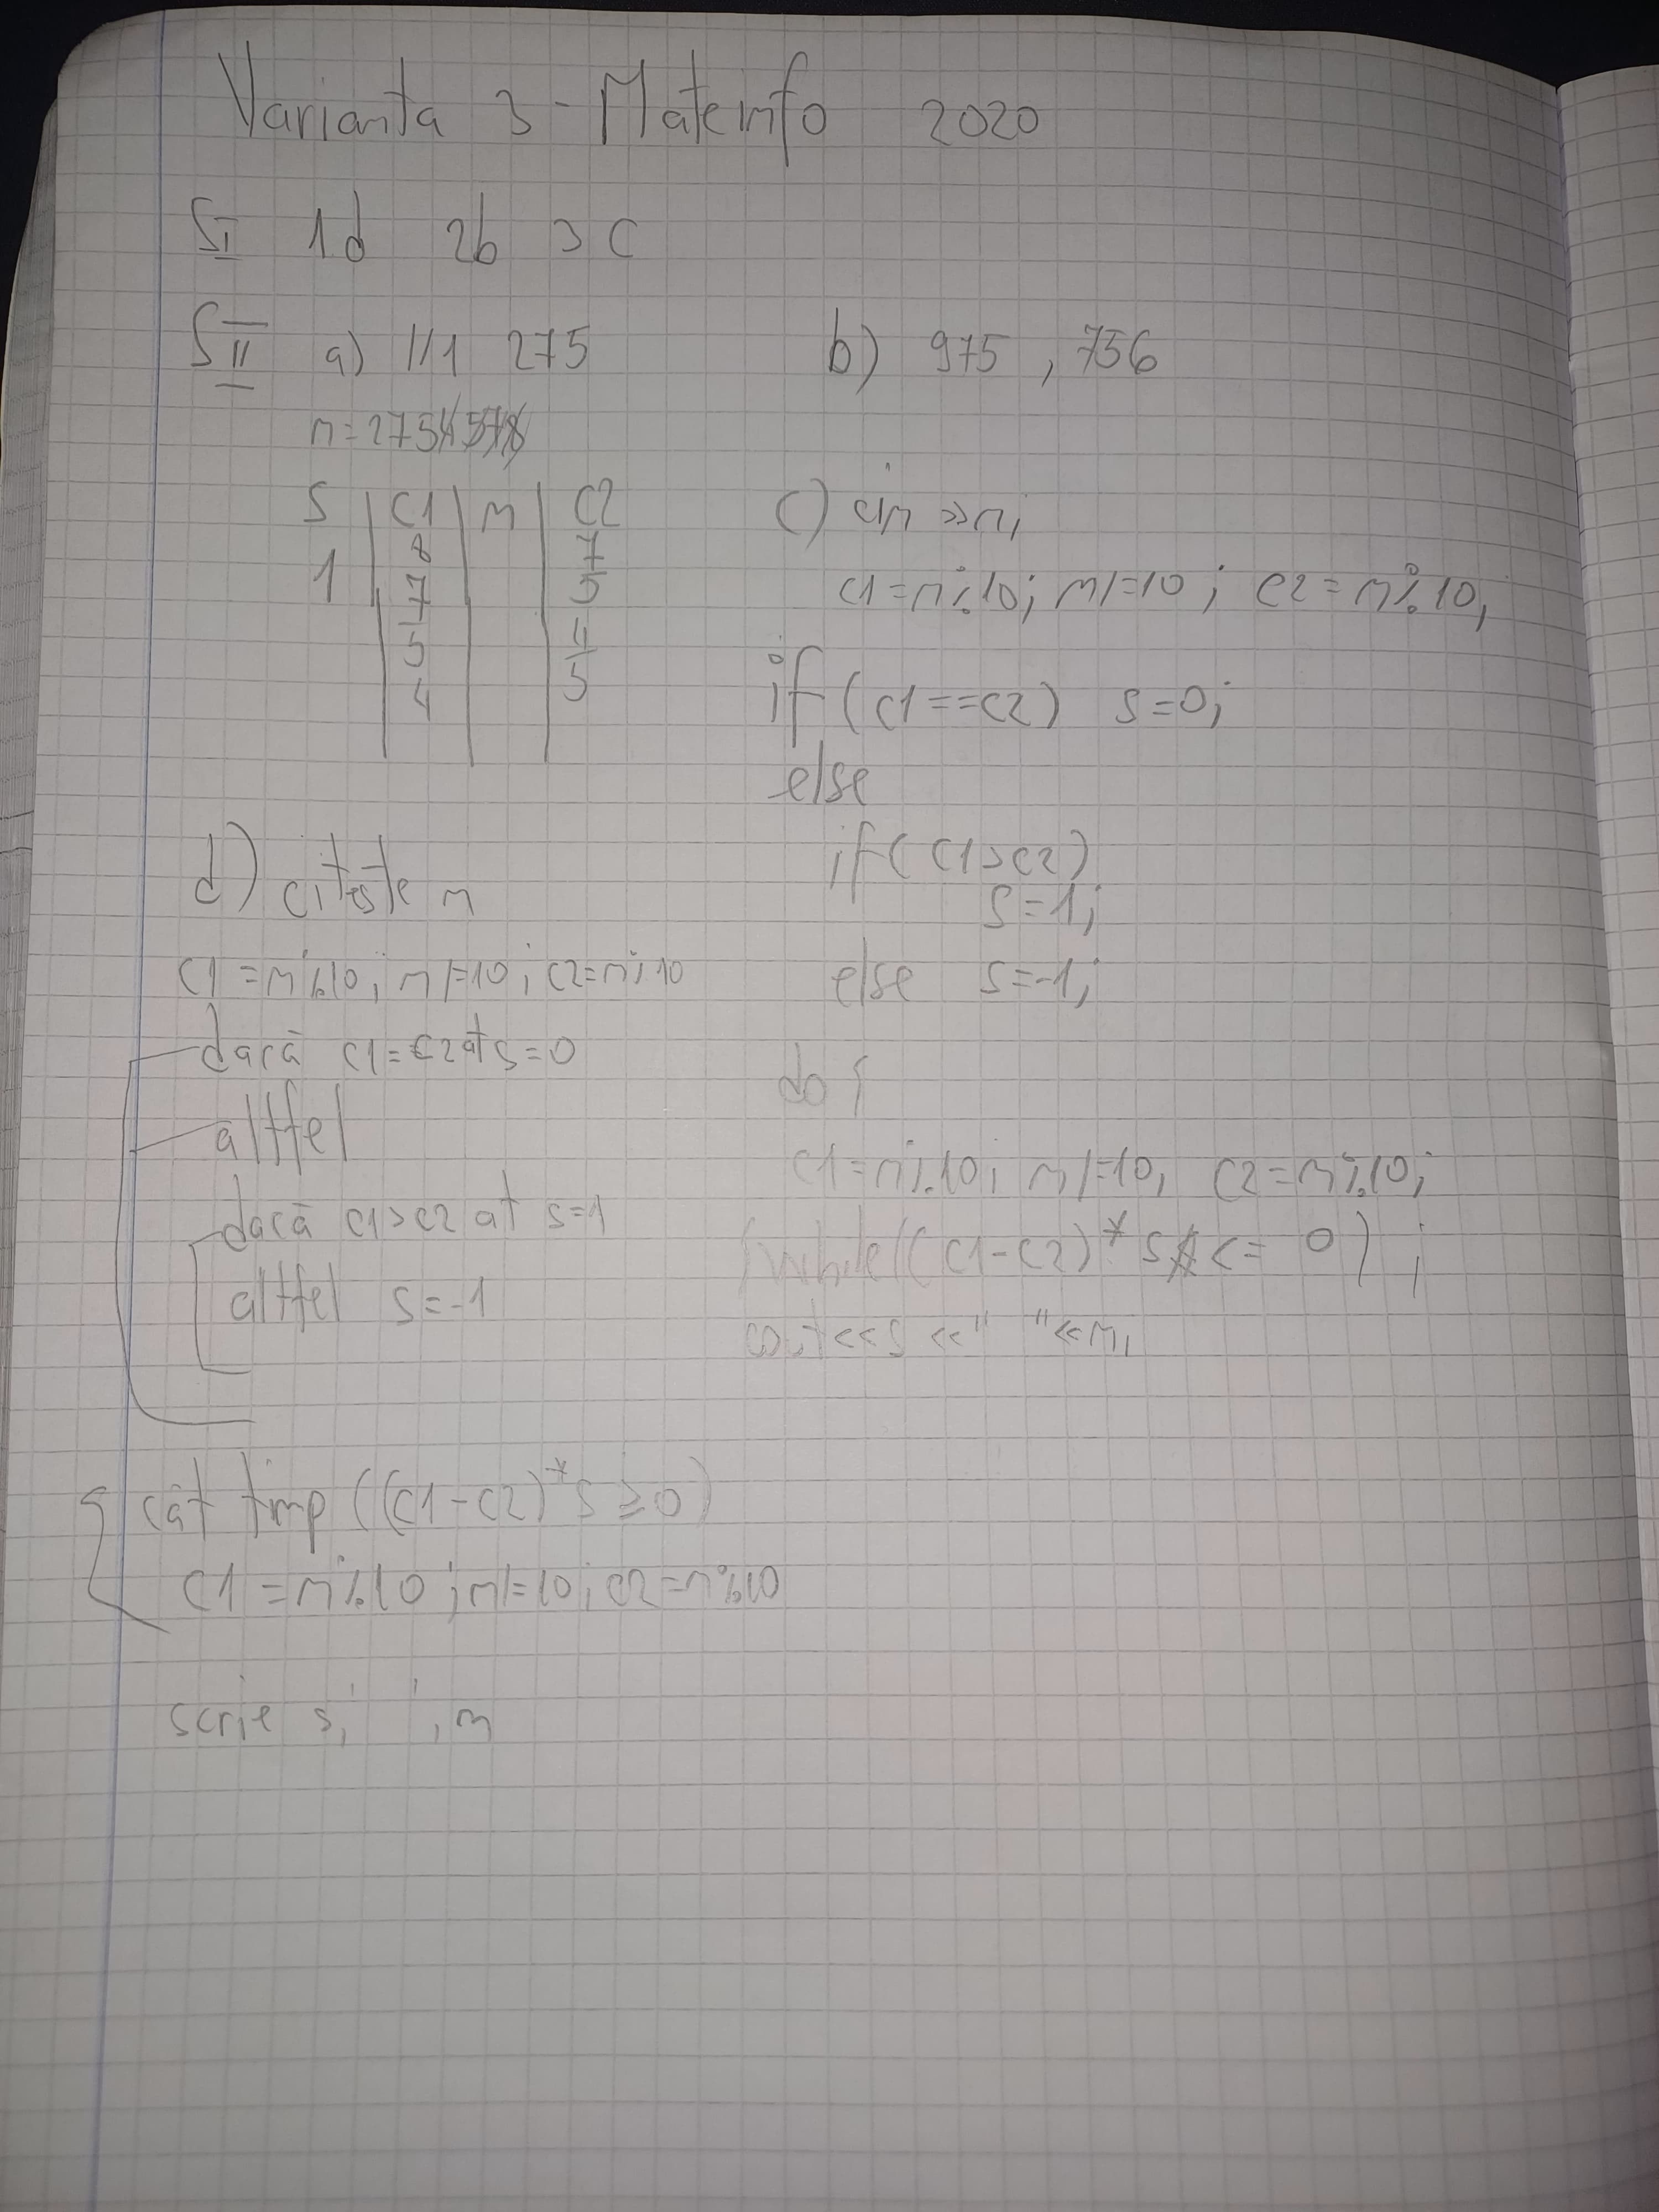 Varianta 3 - Mateinfo 2020
SI 1d 2b 3c
SII a) 1 275
b) 975 , 756
n=2754578
S | C1 | n | C2
1 | 8 | | 7
7 | | 5
5 | | 4
4 | | 5
c) cin >>n;
c1=n%10; n/=10; c2=n%10;
if (c1==c2) s=0;
else
if (c1>c2)
s=1;
else s=-1;
do {
c1=n%10; n/=10; c2=n%10;
} while((c1-c2)*s <= 0);
cout<<s<<" "<<n;
d) citește n
c1=n%10; n/=10; c2=n%10
dacă c1=c2 at s=0
altfel
dacă c1>c2 at s=1
altfel s=-1
cât timp ((c1-c2)*s≥0)
c1=n%10; n/=10; c2=n%10
scrie s,' ',n